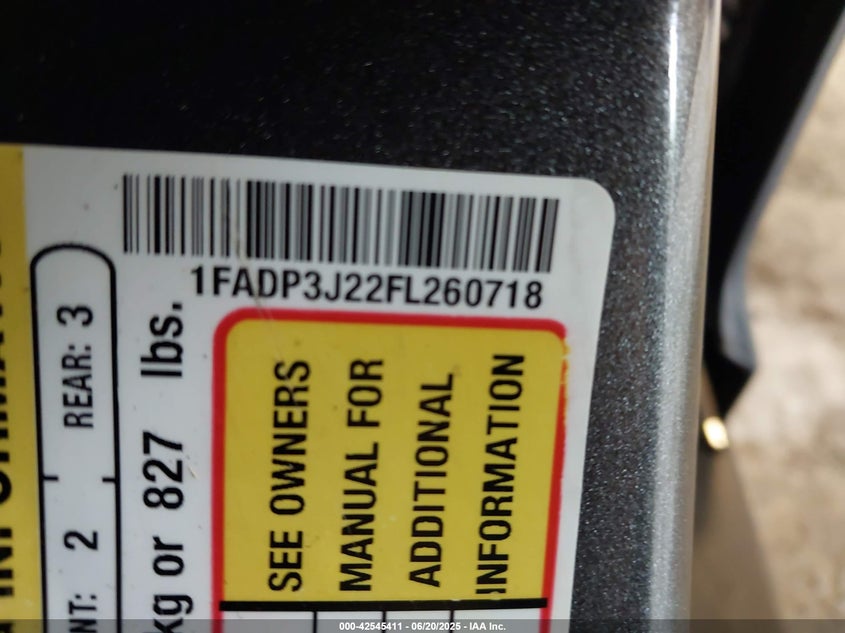 1FADP3J22FL260718
REAR: 3
NT: 2
kg or 827 lbs.
SEE OWNERS
MANUAL FOR
ADDITIONAL
INFORMATION
000-42545411 - 06/20/2025 - IAA Inc.